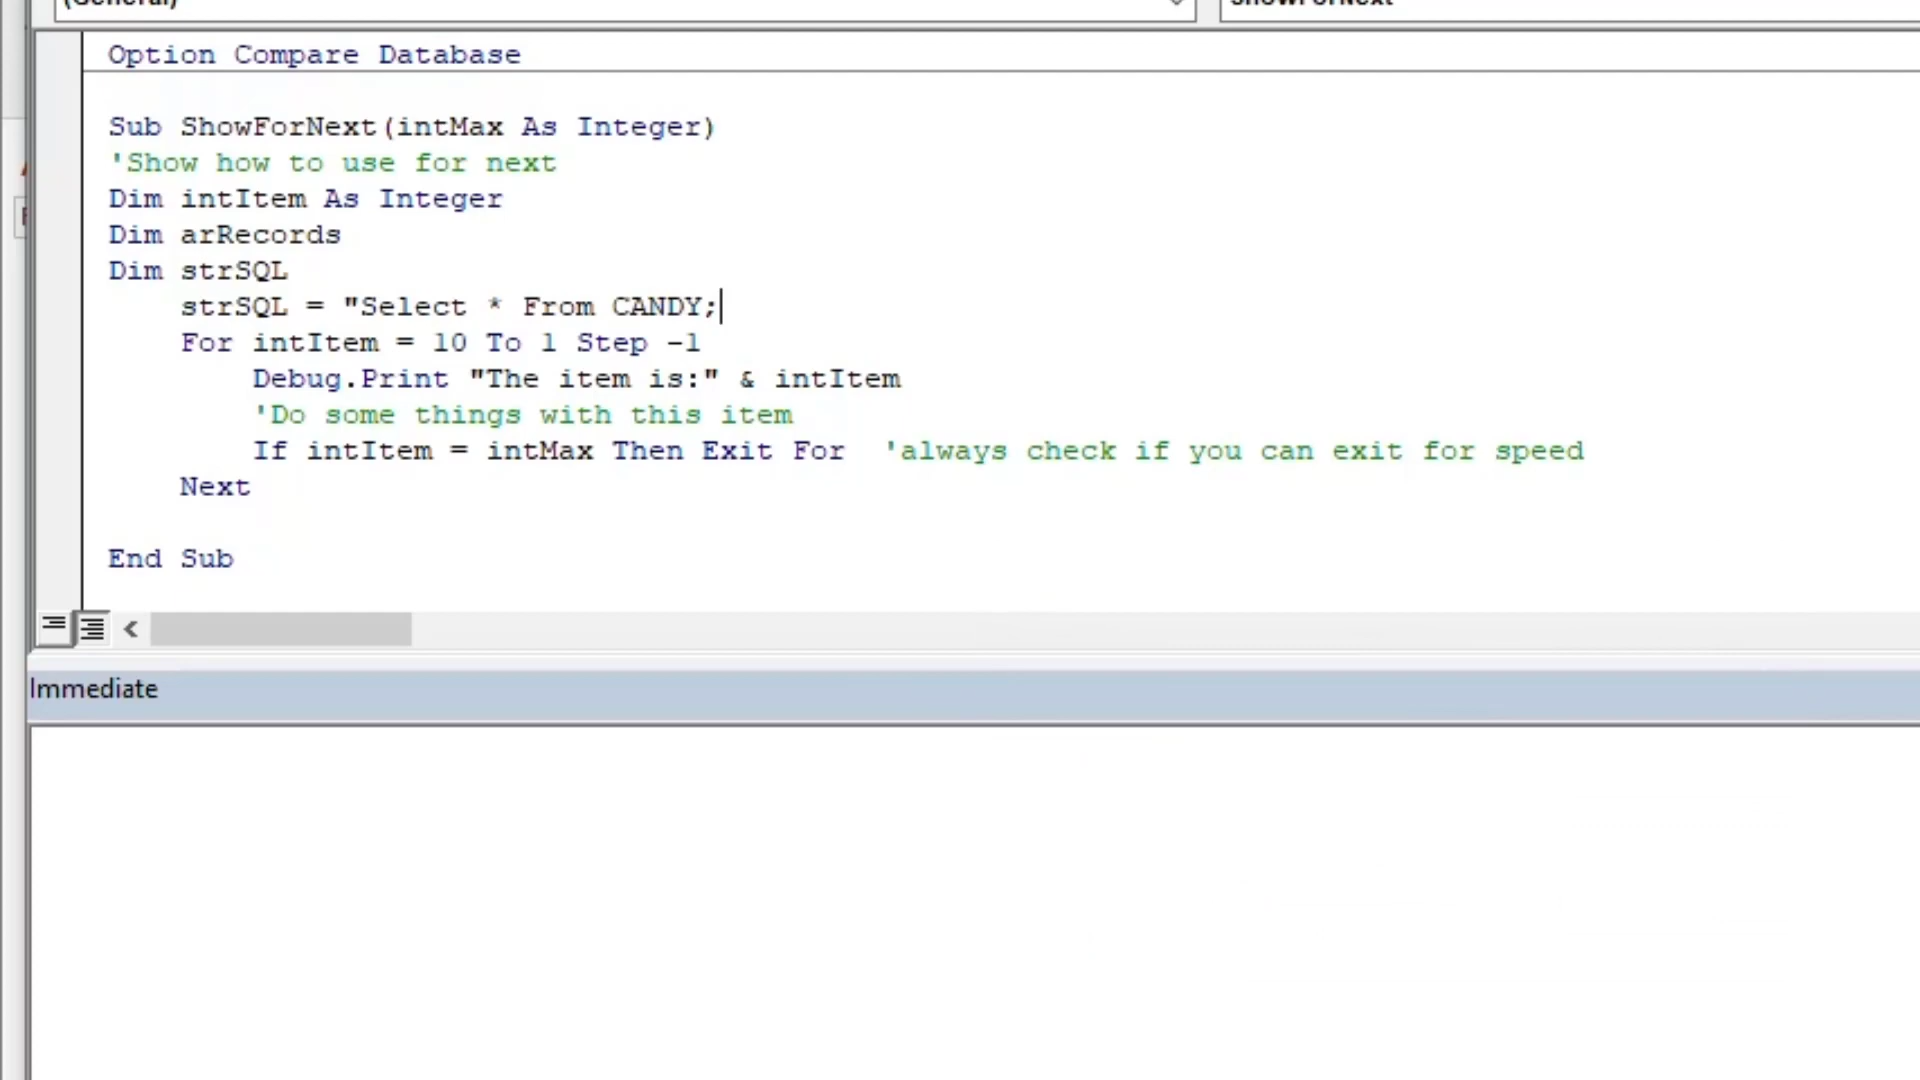 (General)
ShowForNext
Option Compare Database
Sub ShowForNext(intMax As Integer)
'Show how to use for next
Dim intItem As Integer
Dim arRecords
Dim strSQL
strSQL = "Select * From CANDY;
For intItem = 10 To 1 Step -1
Debug.Print "The item is:" & intItem
'Do some things with this item
If intItem = intMax Then Exit For 'always check if you can exit for speed
Next
End Sub
Immediate